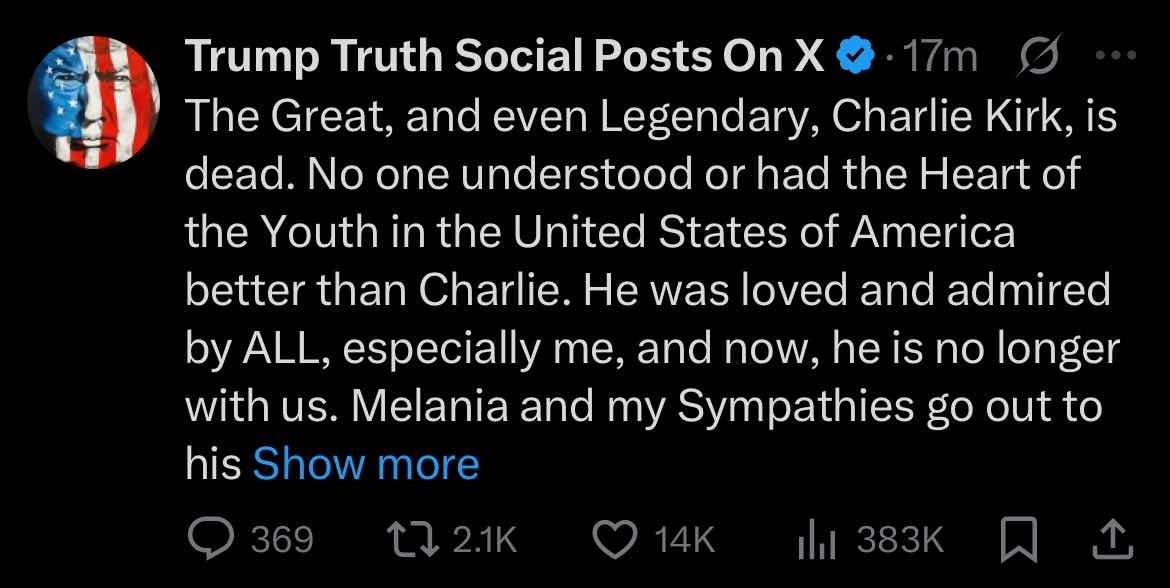 Trump Truth Social Posts On X · 17m
The Great, and even Legendary, Charlie Kirk, is
dead. No one understood or had the Heart of
the Youth in the United States of America
better than Charlie. He was loved and admired
by ALL, especially me, and now, he is no longer
with us. Melania and my Sympathies go out to
his Show more
369 2.1K 14K 383K